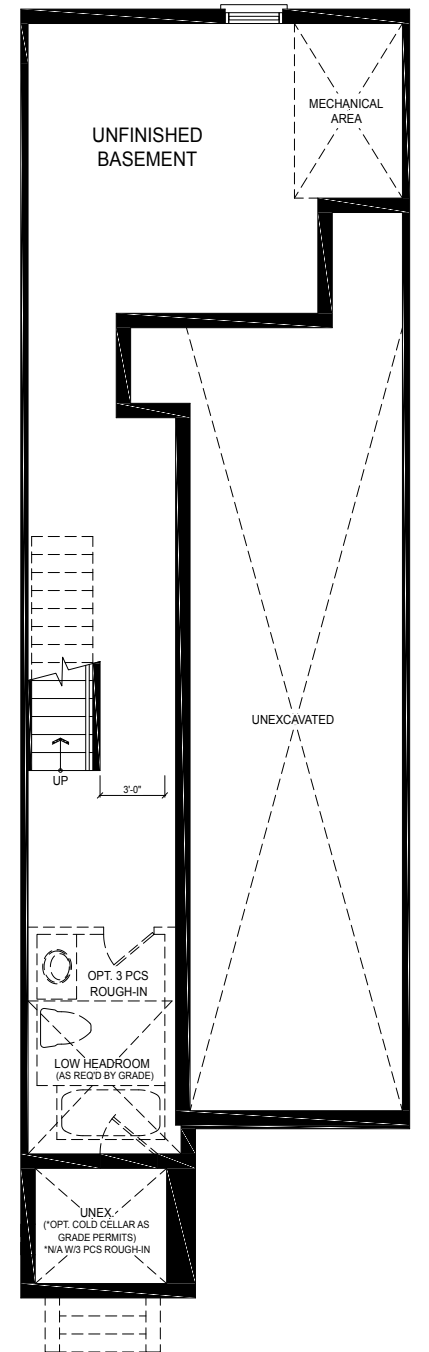 MECHANICAL
AREA
UNFINISHED
BASEMENT
UNEXCAVATED
UP
3'-0"
OPT. 3 PCS
ROUGH-IN
LOW HEADROOM
(AS REQ'D BY GRADE)
UNEX.
(*OPT. COLD CELLAR AS
GRADE PERMITS)
*N/A W/3 PCS ROUGH-IN